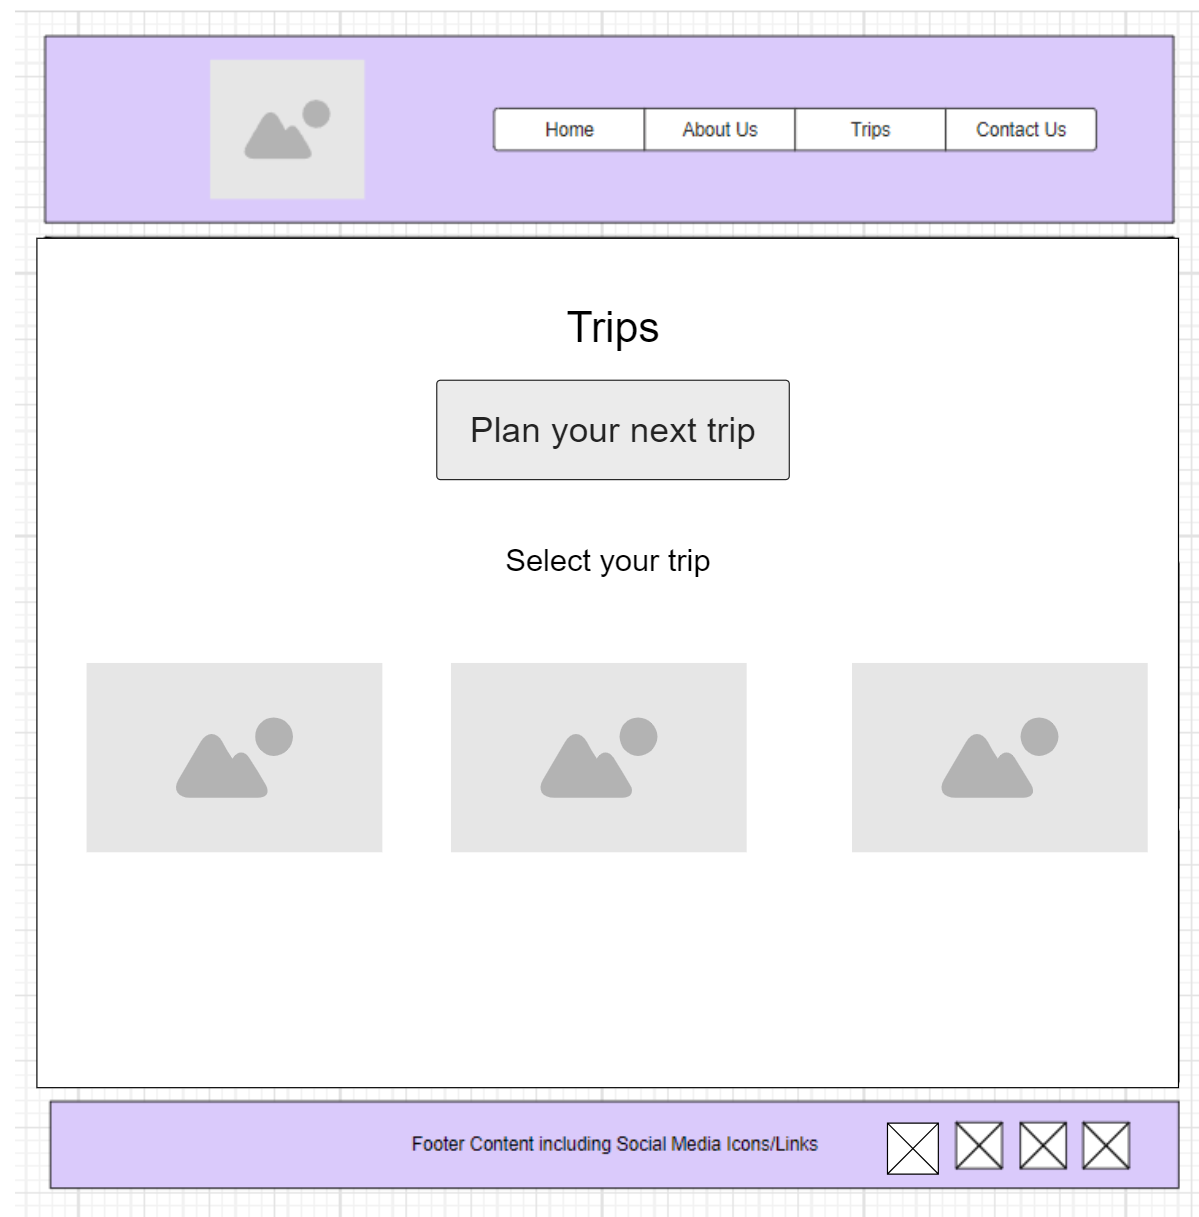 Home
About Us
Trips
Contact Us
Trips
Plan your next trip
Select your trip
Footer Content including Social Media Icons/Links